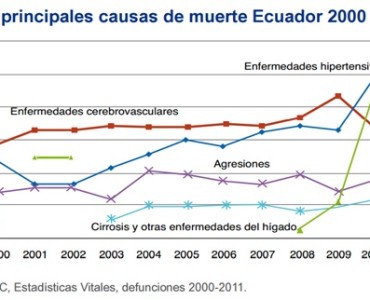 principales causas de muerte Ecuador 2000
Enfermedades hipertensiv
Enfermedades cerebrovasculares
Agresiones
Cirrosis y otras enfermedades del hígado
00 2001 2002 2003 2004 2005 2006 2007 2008 2009 20
C, Estadísticas Vitales, defunciones 2000-2011.